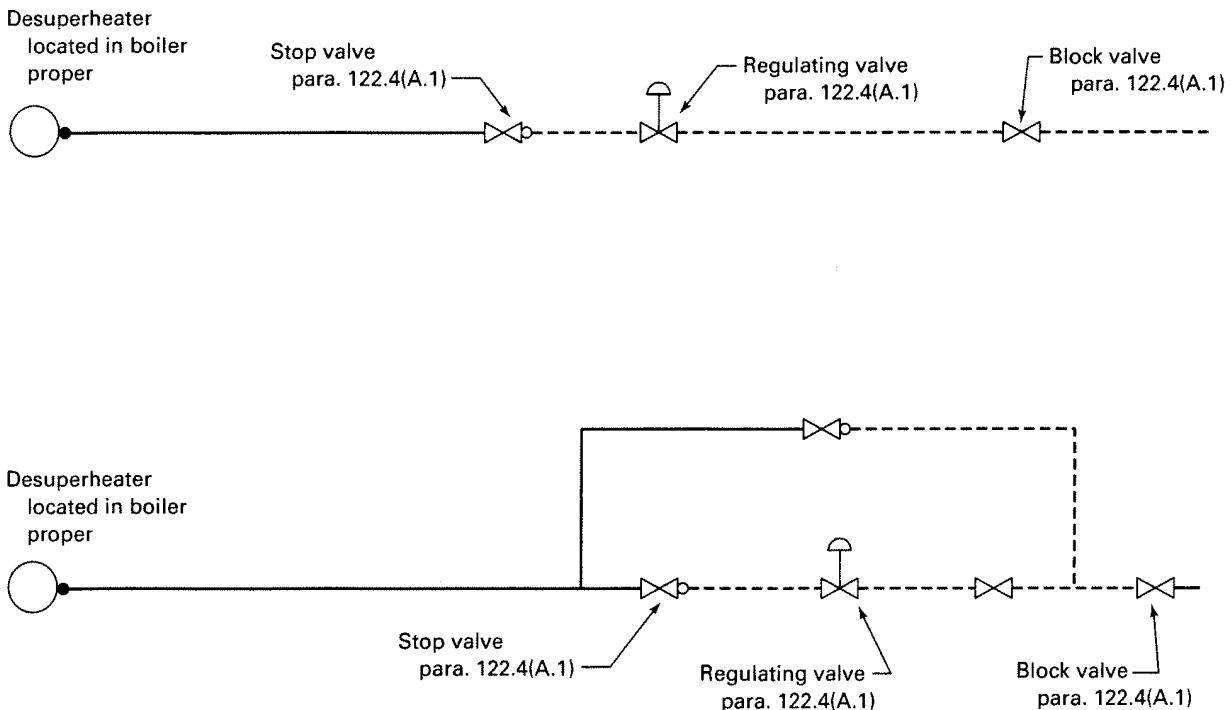 Desuperheater
located in boiler
proper
Stop valve
para. 122.4(A.1)
Regulating valve
para. 122.4(A.1)
Block valve
para. 122.4(A.1)
Desuperheater
located in boiler
proper
Stop valve
para. 122.4(A.1)
Regulating valve
para. 122.4(A.1)
Block valve
para. 122.4(A.1)